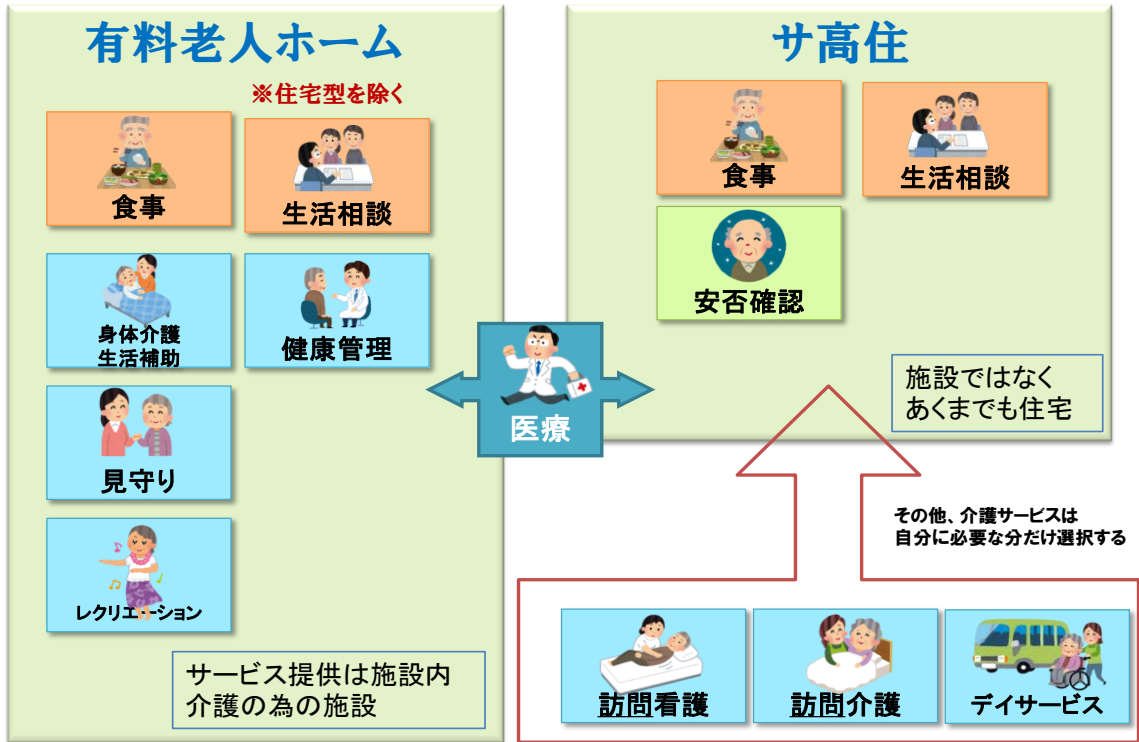 有料老人ホーム
※住宅型を除く
食事
生活相談
身体介護
生活補助
健康管理
見守り
レクリエーション
サービス提供は施設内
介護の為の施設
医療
サ高住
食事
生活相談
安否確認
施設ではなく
あくまでも住宅
その他、介護サービスは
自分に必要な分だけ選択する
訪問看護
訪問介護
デイサービス